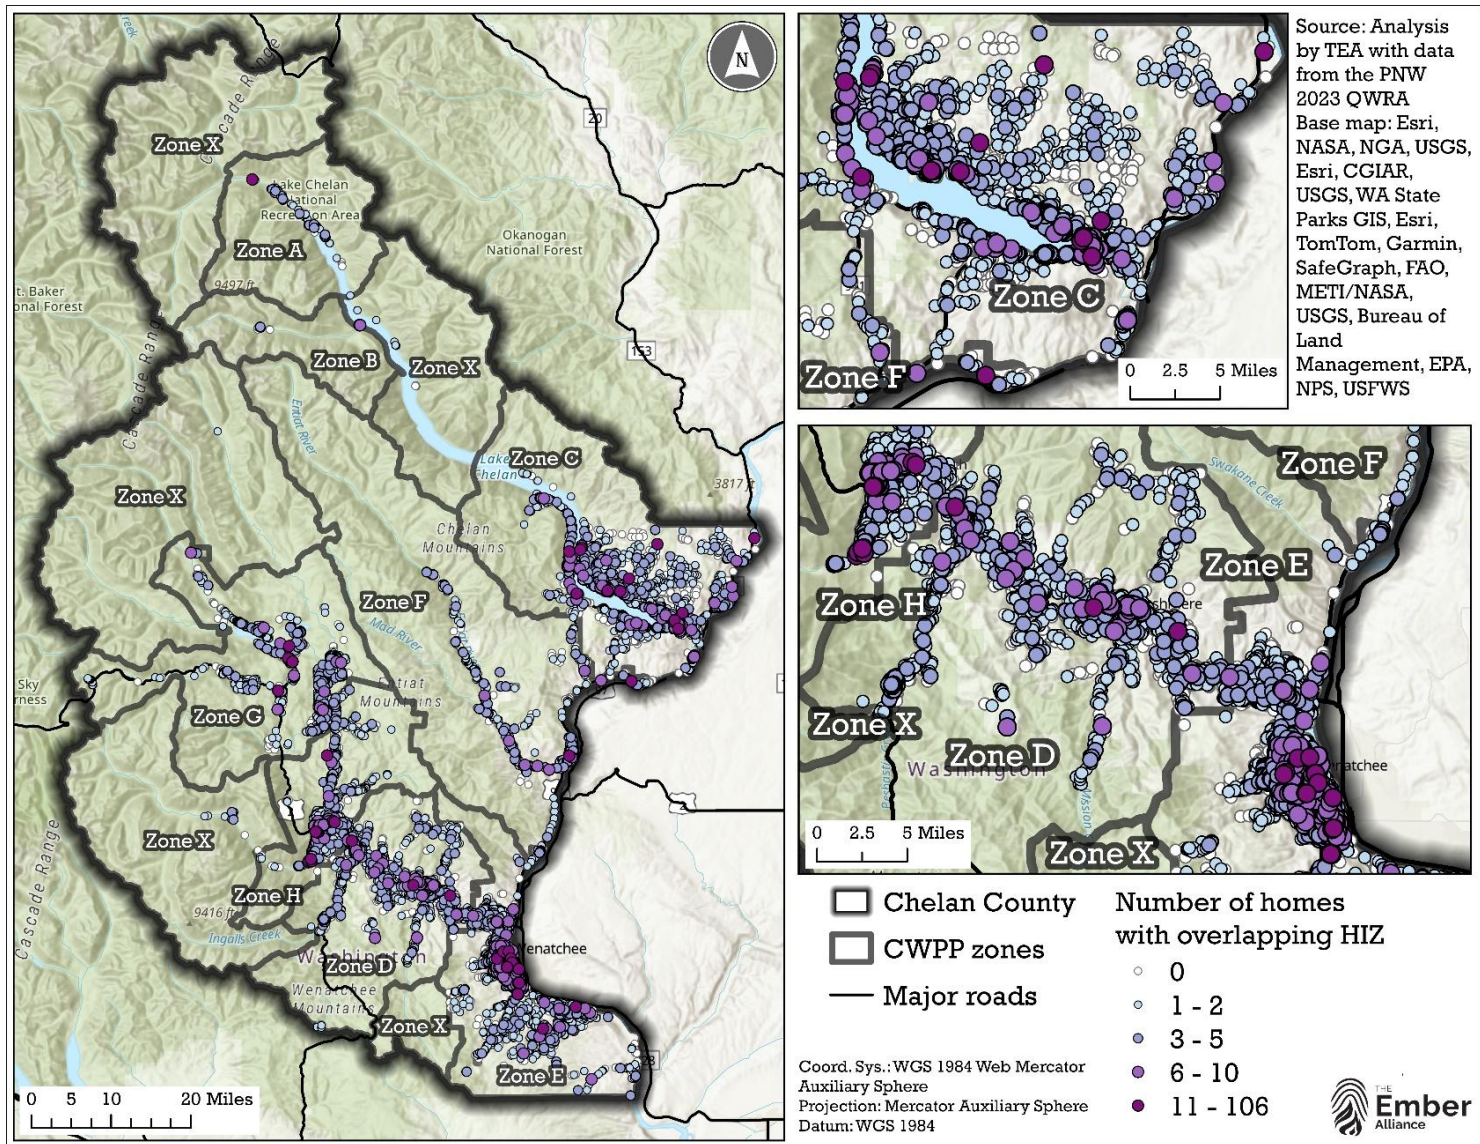 N
Cascade Range
20
Zone X
Lake Chelan
National
Recreation Area
Zone A
Okanogan
National Forest
t. Baker
onal Forest
9497 ft
Cascade Range
153
Zone B
Zone X
Entiat River
Lake
Chelan
Zone C
3817 ft
Zone X
Chelan
Mountains
Zone F
Mad River
Entiat
Mountains
Sky
rness
Zone G
2
2
Zone X
Zone H
9416 ft
Ingalls Creek
Cascade Range
Washington
Zone D
Wenatchee
Mountains
Wenatchee
Zone X
Zone E
28
0 5 10 20 Miles
Zone C
Zone F
0 2.5 5 Miles
Source: Analysis
by TEA with data
from the PNW
2023 QWRA
Base map: Esri,
NASA, NGA, USGS,
Esri, CGIAR,
USGS, WA State
Parks GIS, Esri,
TomTom, Garmin,
SafeGraph, FAO,
METI/NASA,
USGS, Bureau of
Land
Management, EPA,
NPS, USFWS
Zone F
Swakane Creek
Zone E
Zone H
shmere
Zone X
Zone D
Washington
Mission
natchee
Zone X
0 2.5 5 Miles
Chelan County
CWPP zones
Major roads
Number of homes
with overlapping HIZ
0
1 - 2
3 - 5
6 - 10
11 - 106
Coord. Sys.: WGS 1984 Web Mercator
Auxiliary Sphere
Projection: Mercator Auxiliary Sphere
Datum: WGS 1984
THE
Ember
Alliance